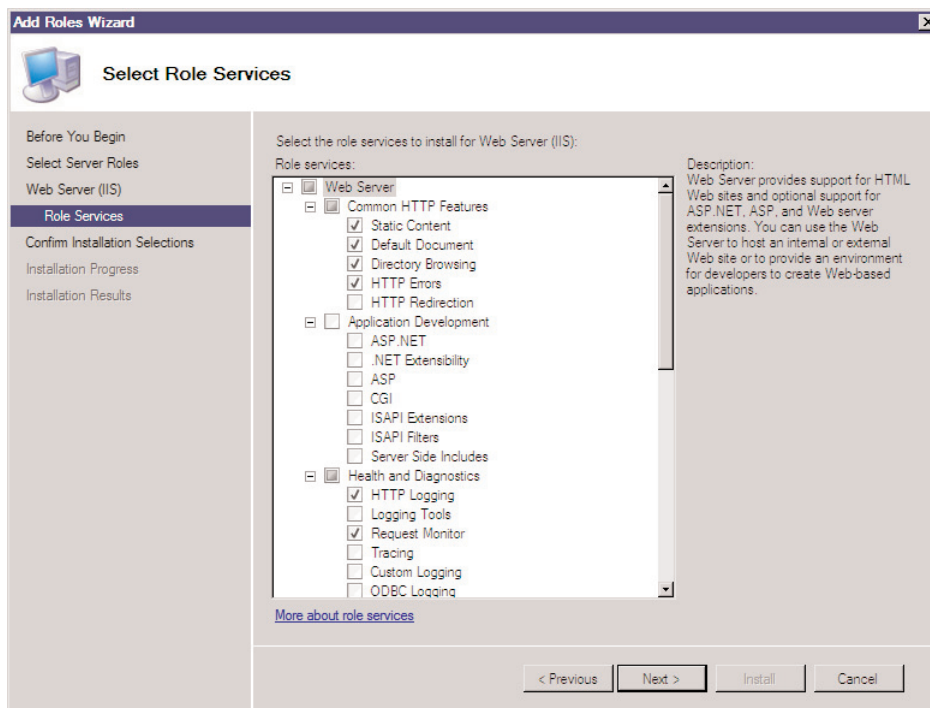 Add Roles Wizard
Select Role Services
Before You Begin
Select Server Roles
Web Server (IIS)
Role Services
Confirm Installation Selections
Installation Progress
Installation Results
Select the role services to install for Web Server (IIS):
Role services:
Web Server
Common HTTP Features
Static Content
Default Document
Directory Browsing
HTTP Errors
HTTP Redirection
Application Development
ASP.NET
.NET Extensibility
ASP
CGI
ISAPI Extensions
ISAPI Filters
Server Side Includes
Health and Diagnostics
HTTP Logging
Logging Tools
Request Monitor
Tracing
Custom Logging
ODBC Logging
More about role services
Description:
Web Server provides support for HTML
Web sites and optional support for
ASP.NET, ASP, and Web server
extensions. You can use the Web
Server to host an internal or external
Web site or to provide an environment
for developers to create Web-based
applications.
< Previous
Next >
Install
Cancel